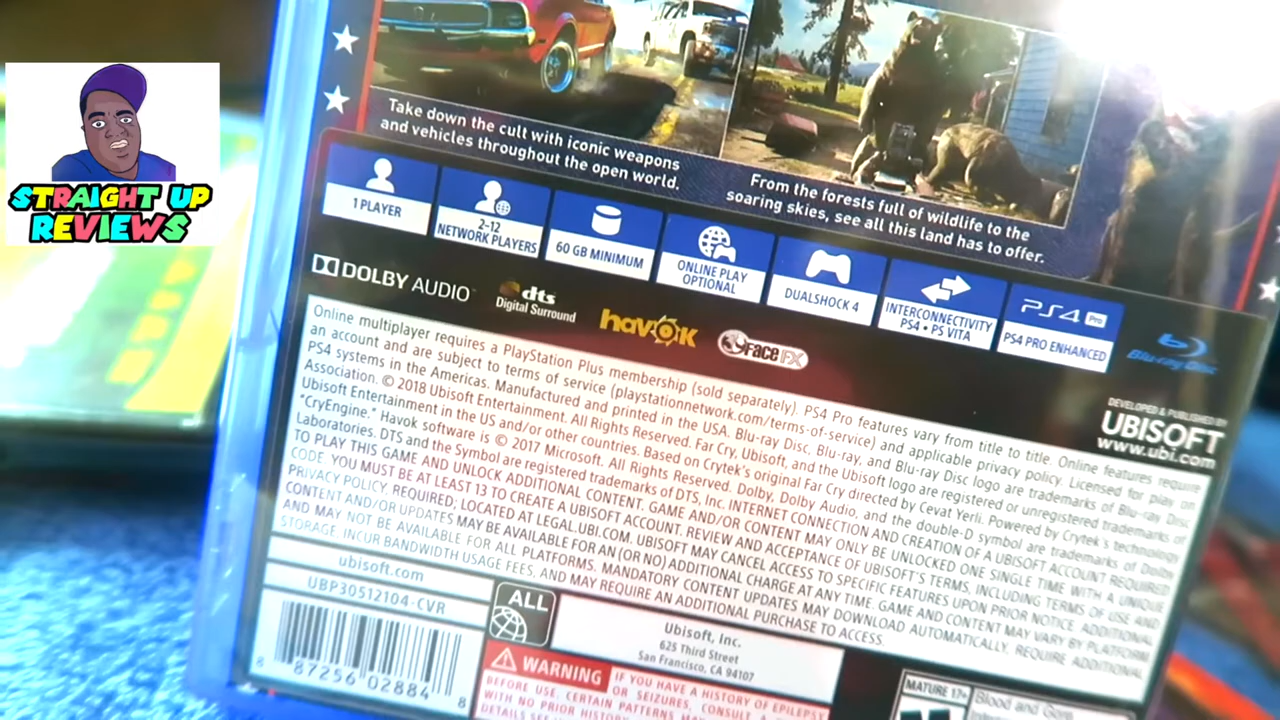 STRAIGHT UP
REVIEWS
Take down the cult with iconic weapons
and vehicles throughout the open world.
From the forests full of wildlife to the
soaring skies, see all this land has to offer.
1 PLAYER
2-12
NETWORK PLAYERS
60 GB MINIMUM
ONLINE PLAY
OPTIONAL
DUALSHOCK 4
INTERCONNECTIVITY
PS4 • PS VITA
PS4 Pro
PS4 PRO ENHANCED
Blu-ray Disc
DOLBY AUDIO
dts
Digital Surround
havok
FaceFX
DEVELOPED & PUBLISHED BY
UBISOFT
www.ubi.com
Online multiplayer requires a PlayStation Plus membership (sold separately). PS4 Pro features vary from title to title. Online features require
an account and are subject to terms of service (playstationnetwork.com/terms-of-service) and applicable privacy policy. Licensed for play on
PS4 systems in the Americas. Manufactured and printed in the USA. Blu-ray Disc, Blu-ray, and Blu-ray Disc logo are trademarks of Blu-ray Disc
Association. © 2018 Ubisoft Entertainment. All Rights Reserved. Far Cry, Ubisoft, and the Ubisoft logo are registered or unregistered trademarks of
Ubisoft Entertainment in the US and/or other countries. Based on Crytek's original Far Cry directed by Cevat Yerli. Powered by Crytek's technology
"CryEngine." Havok software is © 2017 Microsoft. All Rights Reserved. Dolby, Dolby Audio, and the double-D symbol are trademarks of Dolby
Laboratories. DTS and the Symbol are registered trademarks of DTS, Inc. INTERNET CONNECTION AND CREATION OF A UBISOFT ACCOUNT REQUIRED
TO PLAY THIS GAME AND UNLOCK ADDITIONAL CONTENT. GAME AND/OR CONTENT MAY ONLY BE UNLOCKED ONE SINGLE TIME WITH A UNIQUE
CODE. YOU MUST BE AT LEAST 13 TO CREATE A UBISOFT ACCOUNT. REVIEW AND ACCEPTANCE OF UBISOFT'S TERMS, INCLUDING TERMS OF USE AND
PRIVACY POLICY. REQUIRED; LOCATED AT LEGAL.UBI.COM. UBISOFT MAY CANCEL ACCESS TO SPECIFIC FEATURES UPON PRIOR NOTICE. ADDITIONAL
CONTENT AND/OR UPDATES MAY BE AVAILABLE FOR AN (OR NO) ADDITIONAL CHARGE AT ANY TIME. GAME AND CONTENT MAY VARY BY PLATFORM
AND MAY NOT BE AVAILABLE FOR ALL PLATFORMS. MANDATORY CONTENT UPDATES MAY DOWNLOAD AUTOMATICALLY, REQUIRE ADDITIONAL
STORAGE, INCUR BANDWIDTH USAGE FEES, AND MAY REQUIRE AN ADDITIONAL PURCHASE TO ACCESS.
ubisoft.com
UBP30512104-CVR
8 87256 02884 8
ALL
Ubisoft, Inc.
625 Third Street
San Francisco, CA 94107
WARNING
IF YOU HAVE A HISTORY OF EPILEPSY
OR SEIZURES, CONSULT A
BEFORE USE. CERTAIN PATTERNS MAY
WITH NO PRIOR HISTORY
DETAILS
MATURE 17+
Blood and Gore